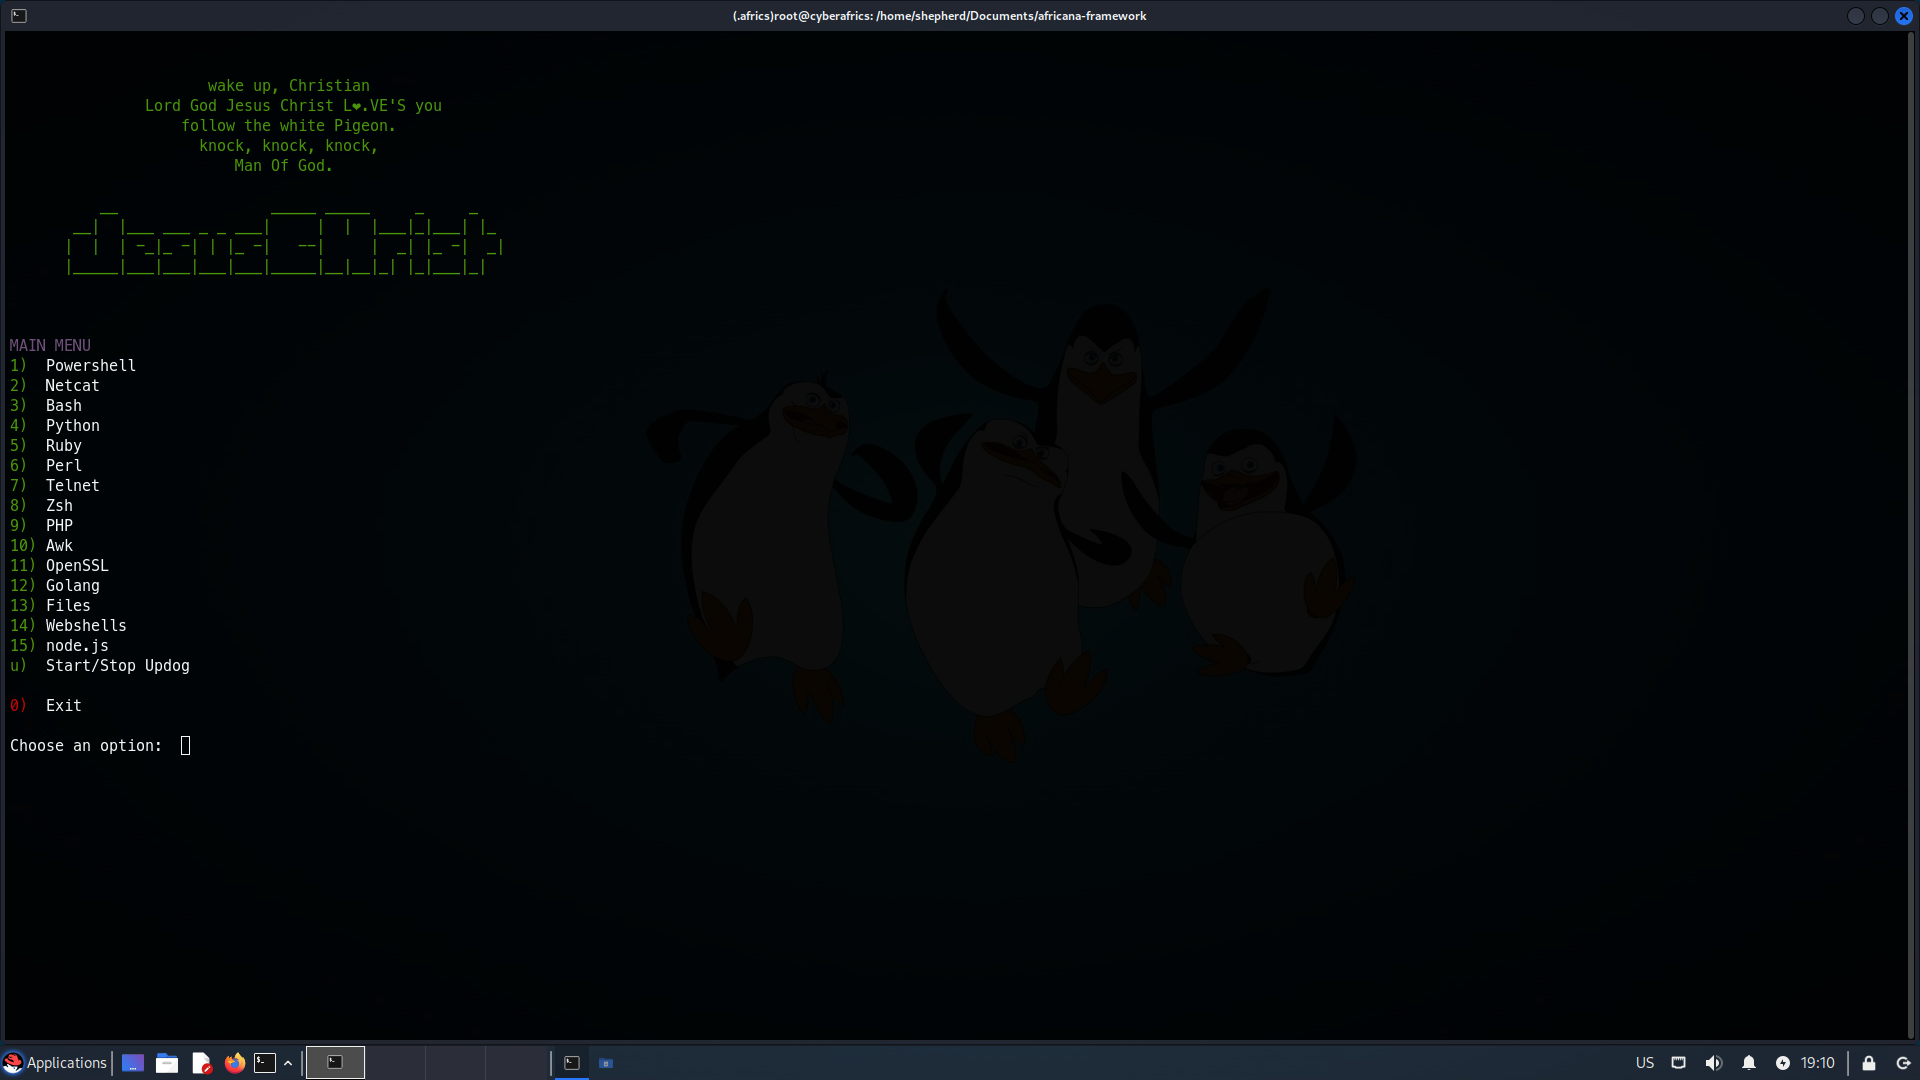 (.africs)root@cyberafrics: /home/shepherd/Documents/africana-framework
wake up, Christian
Lord God Jesus Christ L❤.VE'S you
follow the white Pigeon.
knock, knock, knock,
Man Of God.
JesusCHrist
MAIN MENU
1) Powershell
2) Netcat
3) Bash
4) Python
5) Ruby
6) Perl
7) Telnet
8) Zsh
9) PHP
10) Awk
11) OpenSSL
12) Golang
13) Files
14) Webshells
15) node.js
u) Start/Stop Updog
0) Exit
Choose an option:
Applications
US
19:10